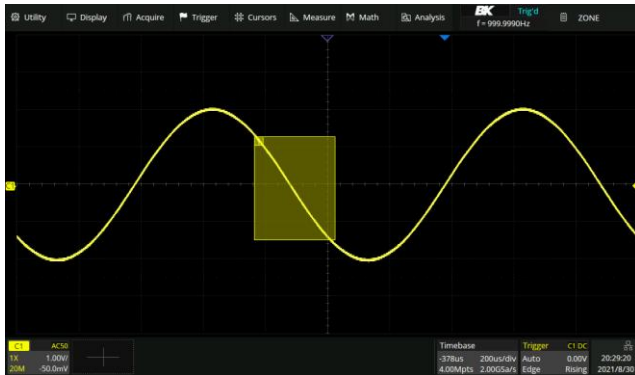 Utility Display Acquire Trigger Cursors Measure Math Analysis BK Trig'd ZONE
f = 999.9990Hz
C1
C1 AC50
1X 1.00V/
20M -50.0mV
Timebase
-378us 200us/div
4.00Mpts 2.00GSa/s
Trigger C1 DC
Auto 0.00V
Edge Rising
20:29:20
2021/8/30